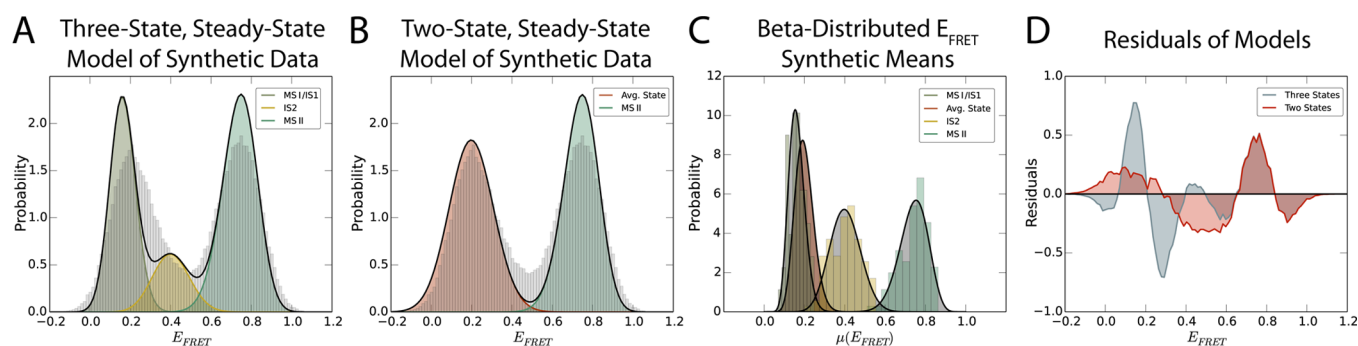 A
Three-State, Steady-State
Model of Synthetic Data
MS I/IS1
IS2
MS II
Probability
2.0
1.5
1.0
0.5
0.0
−0.2 0.0 0.2 0.4 0.6 0.8 1.0 1.2
E_FRET
B
Two-State, Steady-State
Model of Synthetic Data
Avg. State
MS II
Probability
2.0
1.5
1.0
0.5
0.0
−0.2 0.0 0.2 0.4 0.6 0.8 1.0 1.2
E_FRET
C
Beta-Distributed E_FRET
Synthetic Means
MS I/IS1
Avg. State
IS2
MS II
Probability
12
10
8
6
4
2
0
0.0 0.2 0.4 0.6 0.8 1.0
μ(E_FRET)
D
Residuals of Models
Three States
Two States
Residuals
1.0
0.5
0.0
−0.5
−1.0
−0.2 0.0 0.2 0.4 0.6 0.8 1.0 1.2
E_FRET